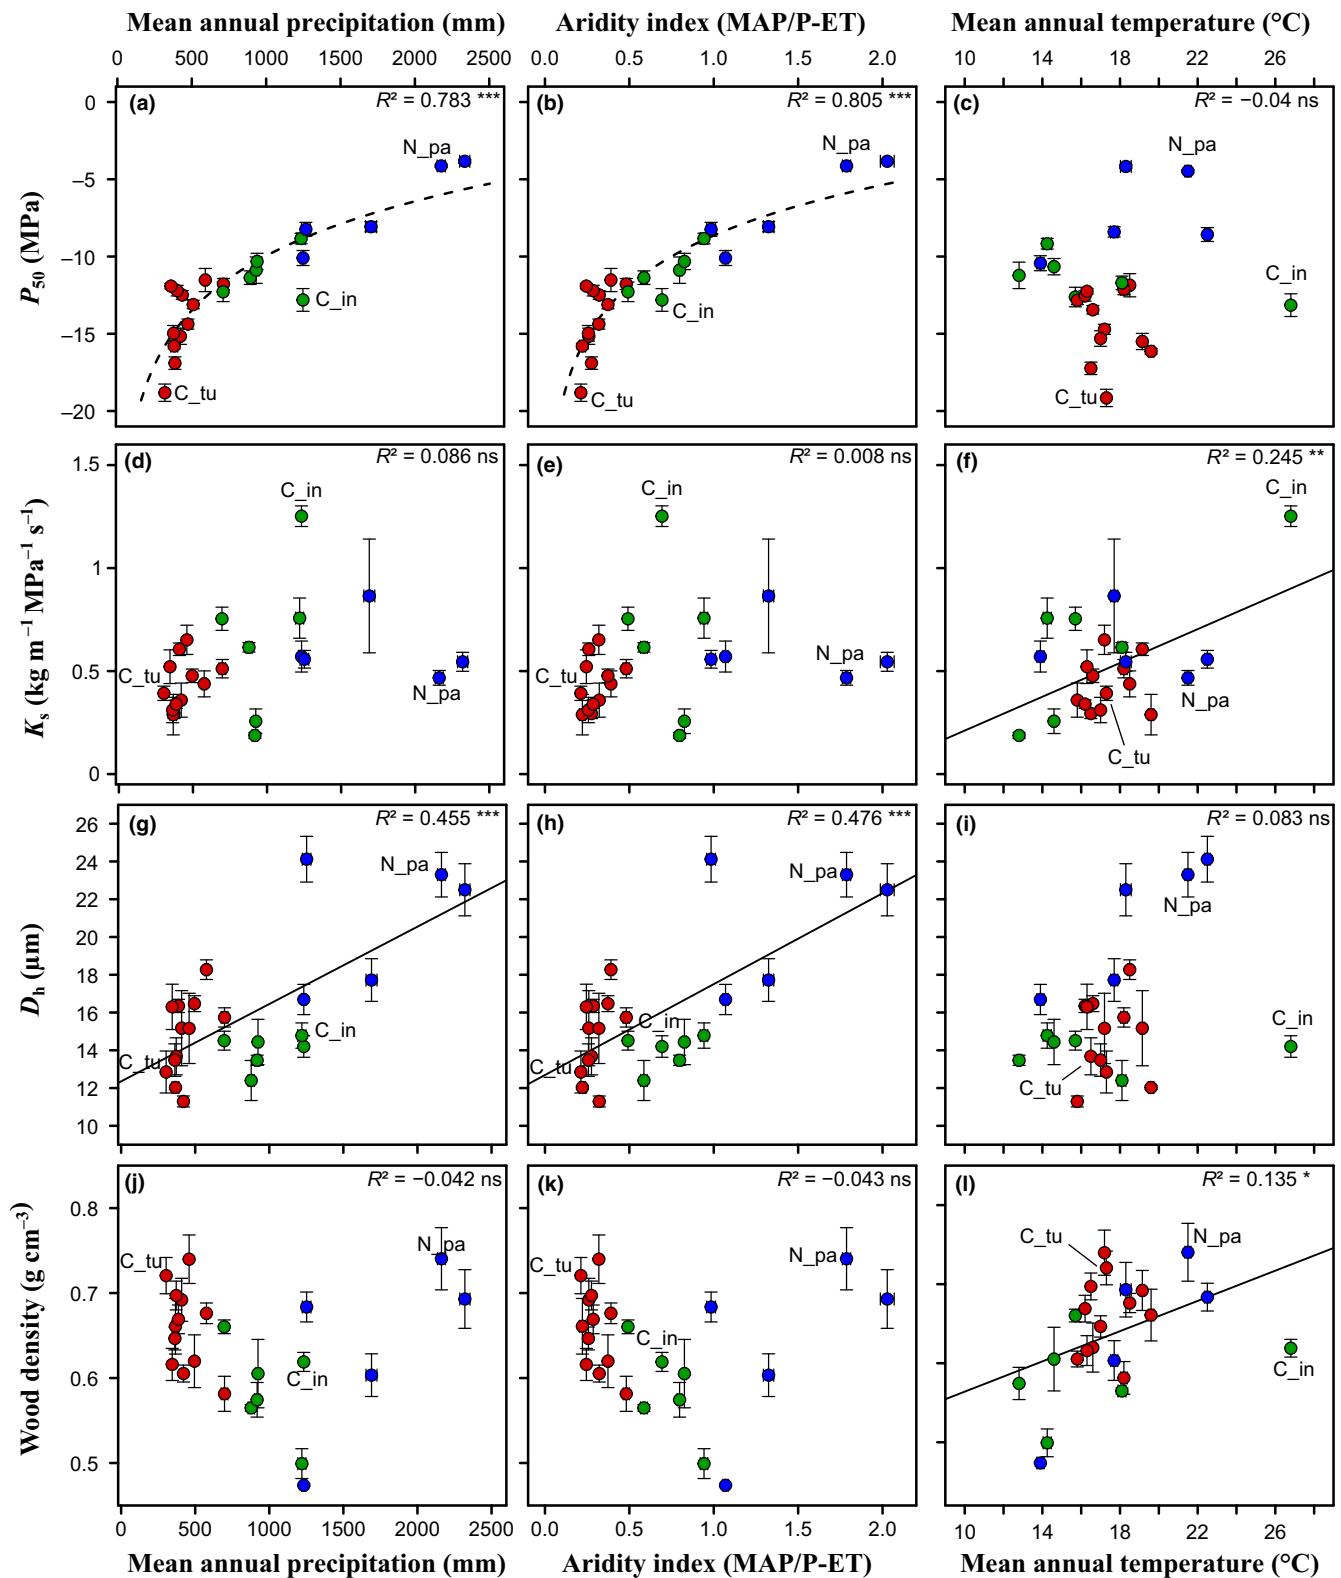 Mean annual precipitation (mm) Aridity index (MAP/P-ET) Mean annual temperature (°C)
0 500 1000 1500 2000 2500 0.0 0.5 1.0 1.5 2.0 10 14 18 22 26
(a) R² = 0.783 *** (b) R² = 0.805 *** (c) R² = −0.04 ns
P50 (MPa)
0
−5
−10
−15
−20
N_pa C_in C_tu
N_pa C_in C_tu
N_pa C_in C_tu
(d) R² = 0.086 ns (e) R² = 0.008 ns (f) R² = 0.245 **
Ks (kg m−1 MPa−1 s−1)
1.5
1
0.5
0
C_in C_tu N_pa
C_in C_tu N_pa
C_in N_pa C_tu
(g) R² = 0.455 *** (h) R² = 0.476 *** (i) R² = 0.083 ns
Dh (μm)
26
24
22
20
18
16
14
12
10
N_pa C_in C_tu
N_pa C_in C_tu
N_pa C_in C_tu
(j) R² = −0.042 ns (k) R² = −0.043 ns (l) R² = 0.135 *
Wood density (g cm−3)
0.8
0.7
0.6
0.5
C_tu N_pa C_in
C_tu N_pa C_in
C_tu N_pa C_in
0 500 1000 1500 2000 2500 0.0 0.5 1.0 1.5 2.0 10 14 18 22 26
Mean annual precipitation (mm) Aridity index (MAP/P-ET) Mean annual temperature (°C)